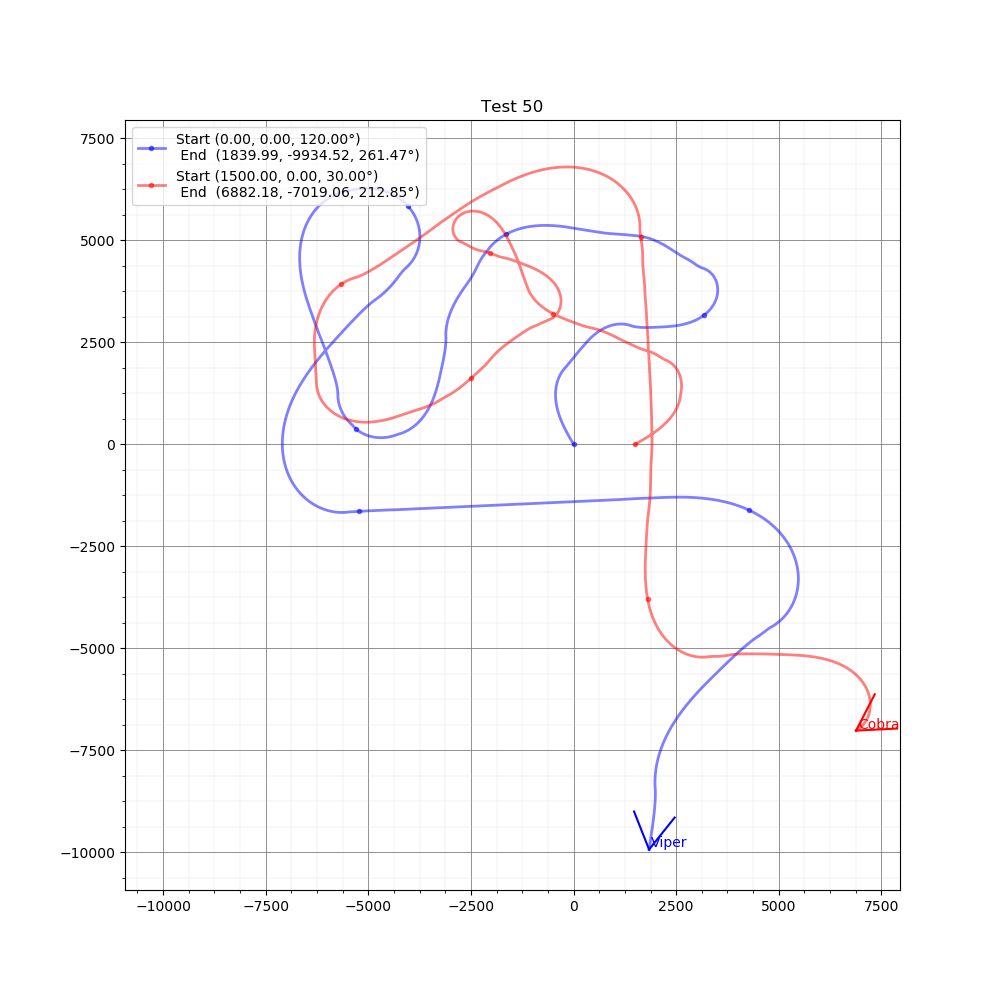 Test 50
Start (0.00, 0.00, 120.00°)
End  (1839.99, -9934.52, 261.47°)
Start (1500.00, 0.00, 30.00°)
End  (6882.18, -7019.06, 212.85°)
7500
5000
2500
0
−2500
−5000
−7500
−10000
Cobra
Viper
−10000 −7500 −5000 −2500 0 2500 5000 7500